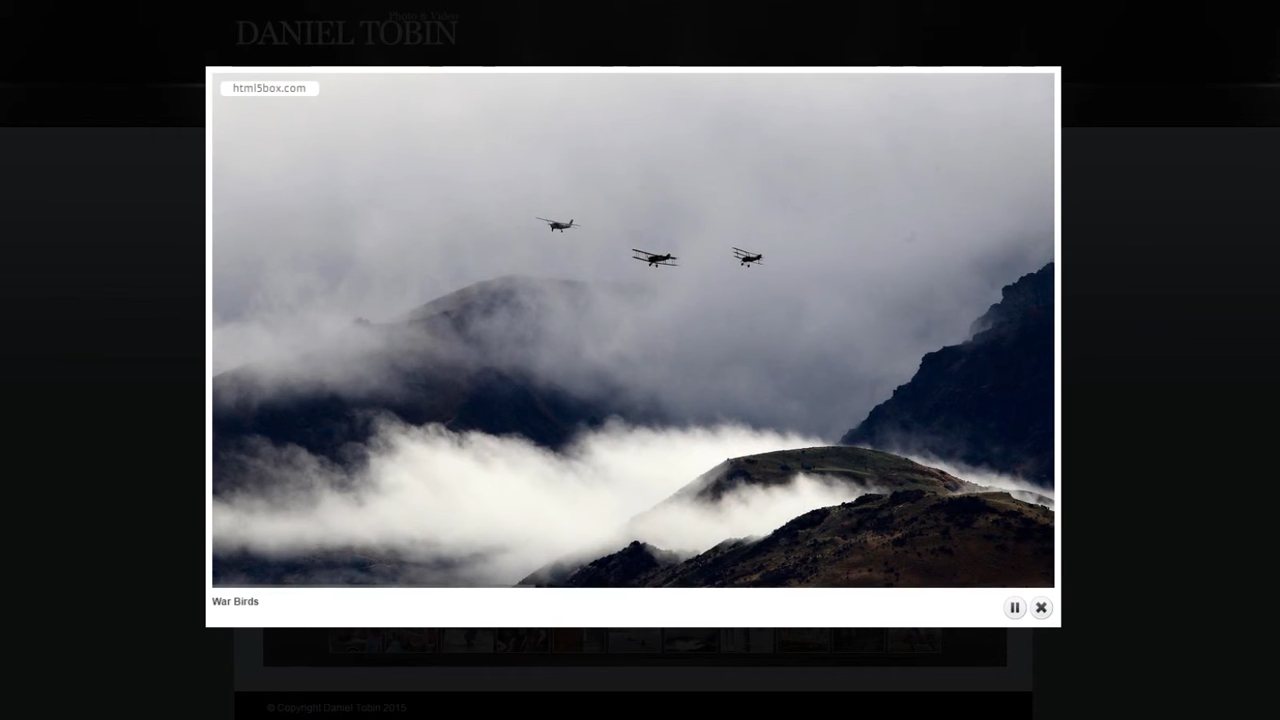 Photo & Video
DANIEL TOBIN
html5box.com
War Birds
© Copyright Daniel Tobin 2015